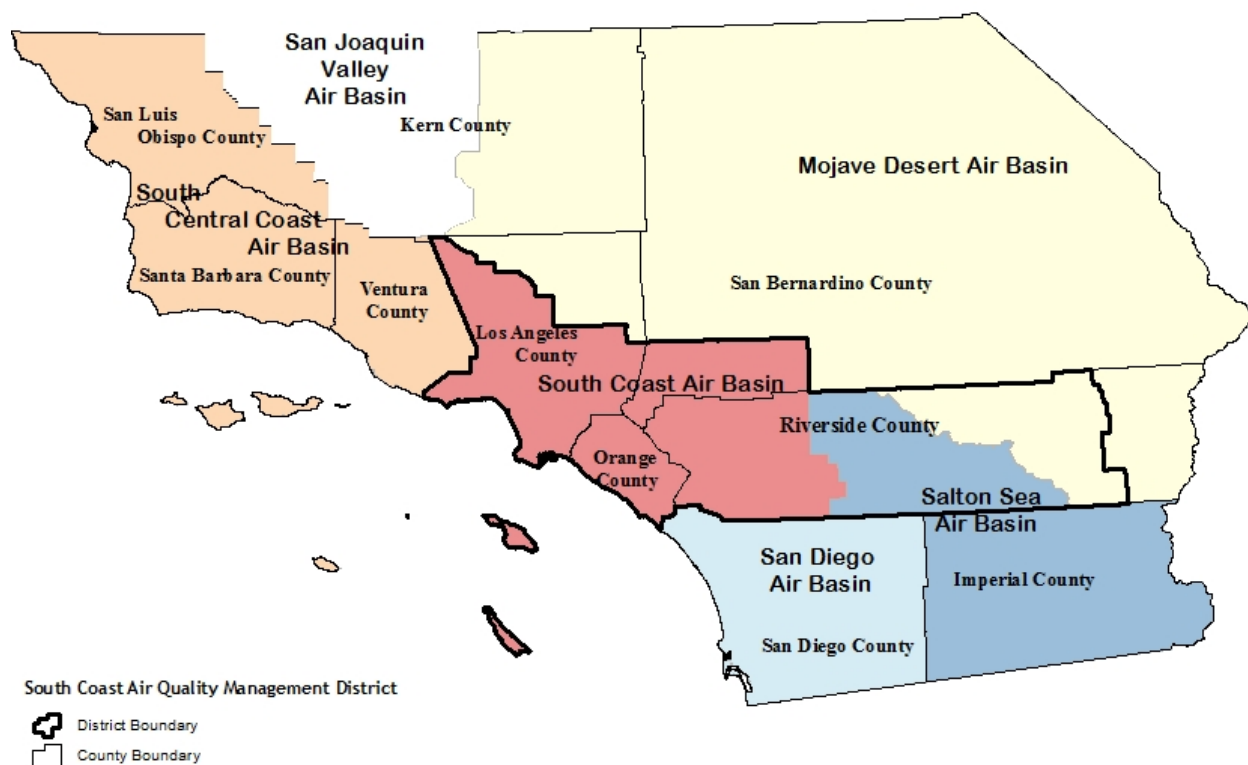 San Joaquin
Valley
Air Basin
Kern County
San Luis
Obispo County
South
Central Coast
Air Basin
Santa Barbara County
Ventura
County
Mojave Desert Air Basin
San Bernardino County
Los Angeles
County
South Coast Air Basin
Riverside County
Orange
County
Salton Sea
Air Basin
San Diego
Air Basin
Imperial County
San Diego County
South Coast Air Quality Management District
District Boundary
County Boundary